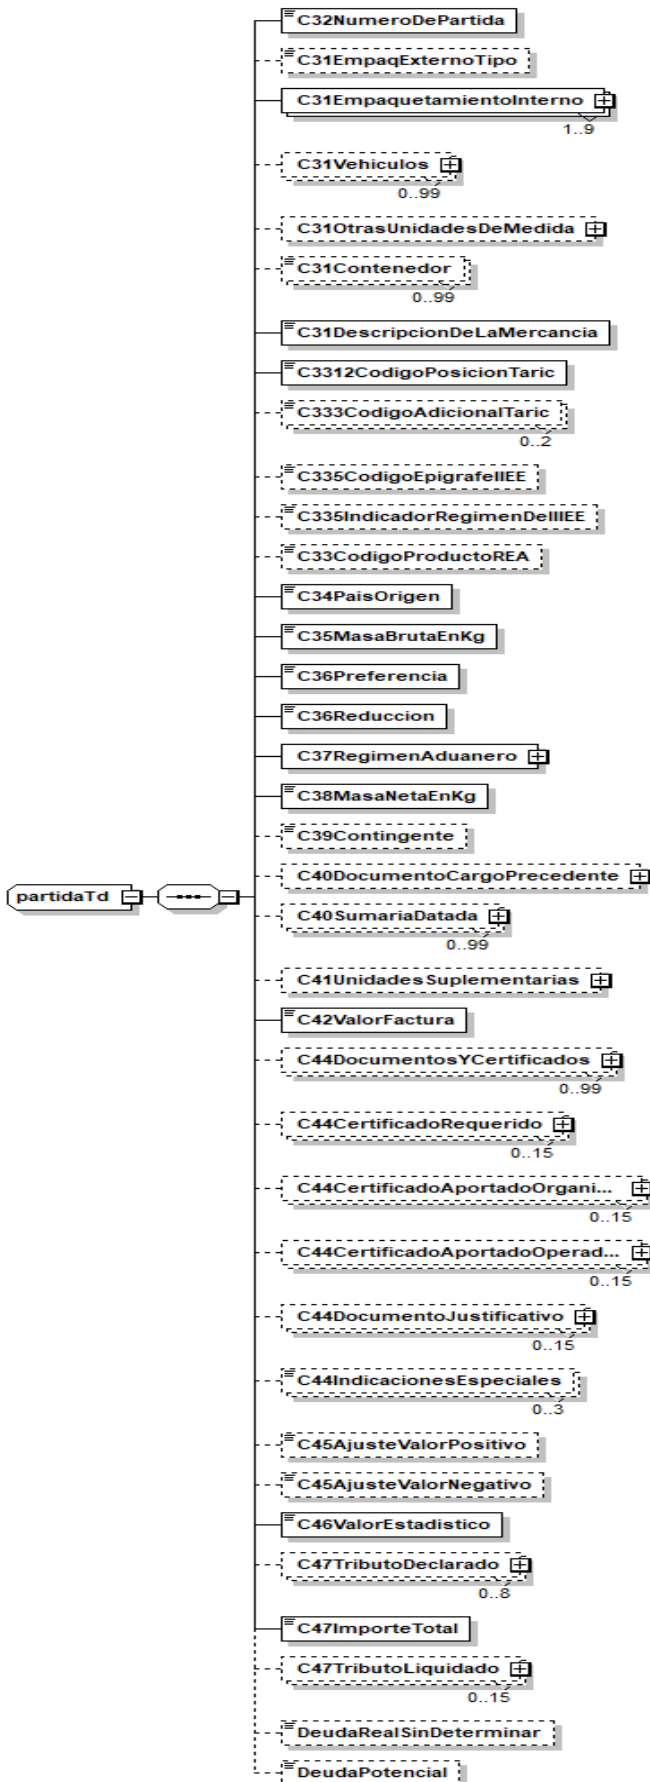 C32NumeroDePartida
C31EmpaqExternoTipo
C31EmpaquetamientoInterno
1..9
C31Vehiculos
0..99
C31OtrasUnidadesDeMedida
C31Contenedor
0..99
C31DescripcionDeLaMercancia
C3312CodigoPosicionTaric
C333CodigoAdicionalTaric
0..2
C335CodigoEpigrafeIIEE
C335IndicadorRegimenDeIIIEE
C33CodigoProductoREA
C34PaisOrigen
C35MasaBrutaEnKg
C36Preferencia
C36Reduccion
C37RegimenAduanero
C38MasaNetaEnKg
C39Contingente
C40DocumentoCargoPrecedente
partidaTd
C40SumariaDatada
0..99
C41UnidadesSuplementarias
C42ValorFactura
C44DocumentosYCertificados
0..99
C44CertificadoRequerido
0..15
C44CertificadoAportadoOrgani...
0..15
C44CertificadoAportadoOperad...
0..15
C44DocumentoJustificativo
0..15
C44IndicacionesEspeciales
0..3
C45AjusteValorPositivo
C45AjusteValorNegativo
C46ValorEstadistico
C47TributoDeclarado
0..8
C47ImporteTotal
C47TributoLiquidado
0..15
DeudaRealSinDeterminar
DeudaPotencial